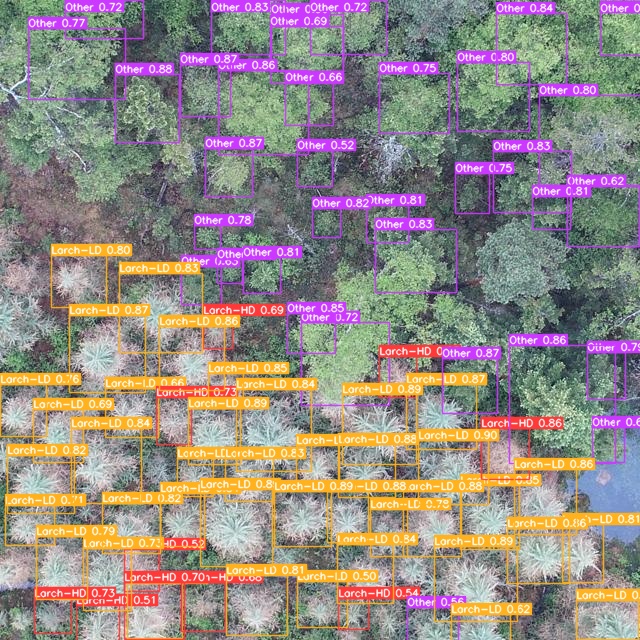 Other 0.72
Other 0.83
Other 0.72
Other 0.84
Other 0.77
0.69
Other 0.87
Other 0.86
Other 0.80
Other 0.88
Other 0.75
Other 0.66
Other 0.80
Other 0.87
Other 0.52
Other 0.83
Other 0.75
Other 0.62
Other 0.81
Other 0.82
Other 0.81
Other 0.78
Other 0.83
Larch-LD 0.80
Other 0.81
Larch-LD 0.83
Larch-LD 0.87
Larch-HD 0.69
Other 0.85
Other 0.72
Larch-LD 0.86
Other 0.86
Other 0.87
Larch-LD 0.85
Larch-LD 0.76
Larch-LD 0.66
Larch-LD 0.84
Larch-LD 0.87
Larch-HD 0.73
Larch-LD 0.89
Larch-LD 0.69
Larch-LD 0.89
Larch-LD 0.84
Larch-HD 0.86
Larch-LD 0.90
Larch-LD 0.88
Larch-LD 0.82
Larch-LD 0.83
Larch-LD 0.86
Larch-LD 0.89
Larch-LD 0.88
Larch-LD 0.71
Larch-LD 0.82
Larch-LD 0.78
Larch-LD 0.86
0.81
Larch-LD 0.79
Larch-LD 0.84
Larch-LD 0.89
Larch-LD 0.73
0.52
Larch-LD 0.81
Larch-HD 0.70
Larch-LD 0.50
Larch-HD 0.73
Larch-HD 0.54
Larch-HD 0.51
Other 0.56
Larch-LD 0.62